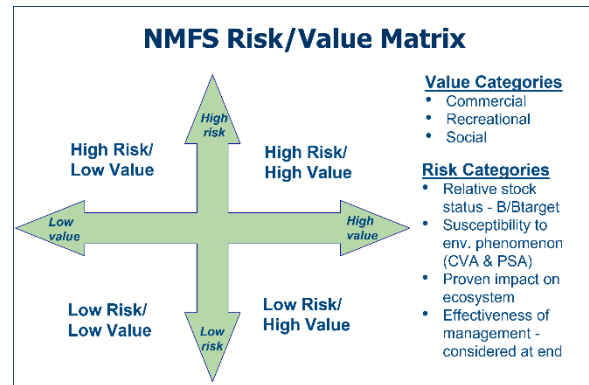 NMFS Risk/Value Matrix
High
risk
High Risk/
Low Value
High Risk/
High Value
Low
value
High
value
Low Risk/
Low Value
Low
risk
Low Risk/
High Value
Value Categories
• Commercial
• Recreational
• Social
Risk Categories
• Relative stock
status - B/Btarget
• Susceptibility to
env. phenomenon
(CVA & PSA)
• Proven impact on
ecosystem
• Effectiveness of
management -
considered at end